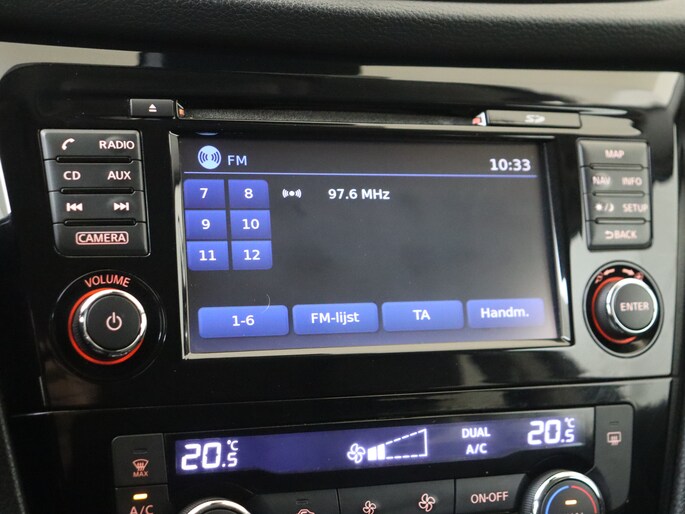 RADIO
CD AUX
CAMERA
VOLUME
FM 10:33
7 8 97.6 MHz
9 10
11 12
1-6 FM-lijst TA Handm.
MAP
NAV INFO
SETUP
BACK
ENTER
20.5 °C DUAL 20.5 °C
A/C
MAX
A/C
ON-OFF